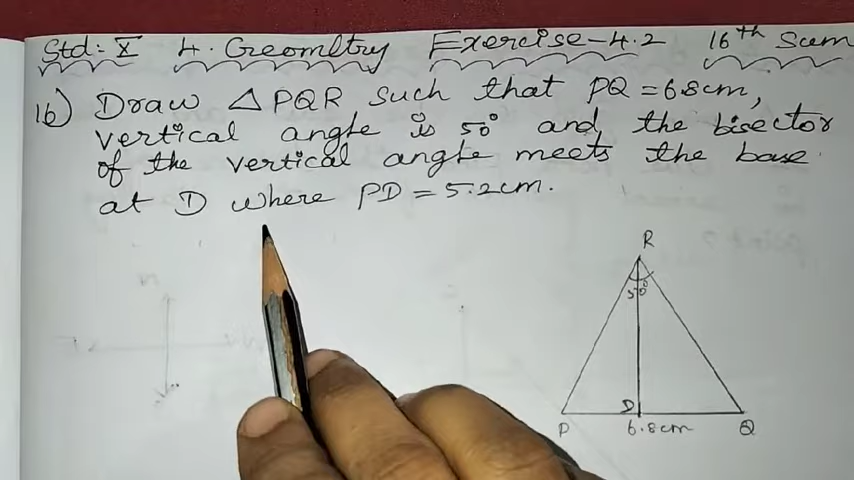 Std:- X 4. Geomltry Exercise-4.2 16th Sum
16) Draw △ PQR such that PQ = 6.8cm,
vertical angle is 50° and the bisector
of the vertical angle meets the base
at D where PD = 5.2cm.
R
50°
D
P 6.8cm Q